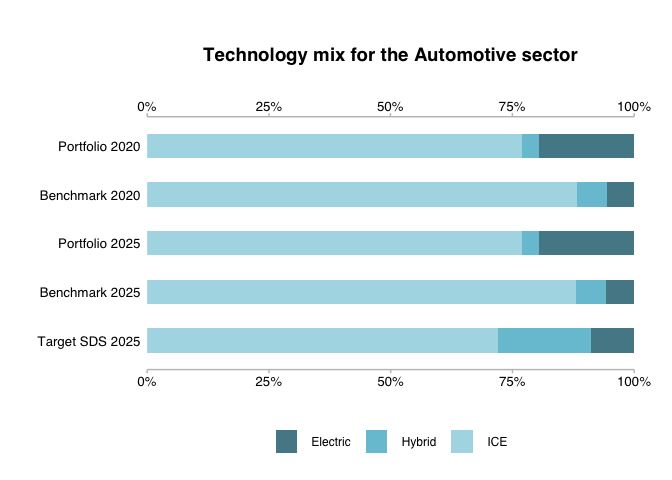 Technology mix for the Automotive sector
0% 25% 50% 75% 100%
Portfolio 2020
Benchmark 2020
Portfolio 2025
Benchmark 2025
Target SDS 2025
0% 25% 50% 75% 100%
Electric Hybrid ICE